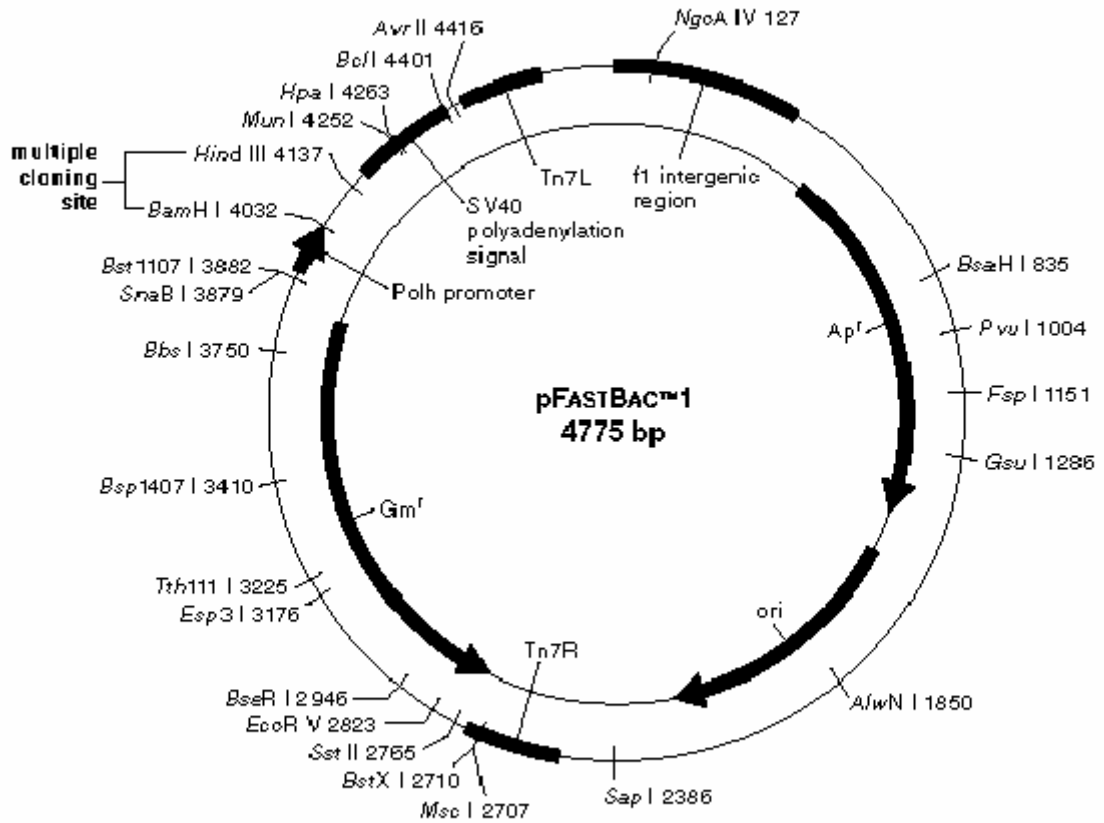 NgoA IV 127
Avr II 4416
Bcl I 4401
Hpa I 4263
Mun I 4252
multiple
cloning
site
Hind III 4137
BamH I 4032
Tn7L
f1 intergenic
region
SV40
polyadenylation
signal
Bst1107 I 3882
SnaB I 3879
Polh promoter
BsaH I 835
Apr
Pvu I 1004
Bbs I 3750
pFASTBAC™1
4775 bp
Fsp I 1151
Gsu I 1286
Bsp1407 I 3410
Gmr
Tth111 I 3225
Esp3 I 3176
ori
Tn7R
BseR I 2946
EcoR V 2823
Sst II 2765
BstX I 2710
Msc I 2707
Sap I 2386
AlwN I 1850